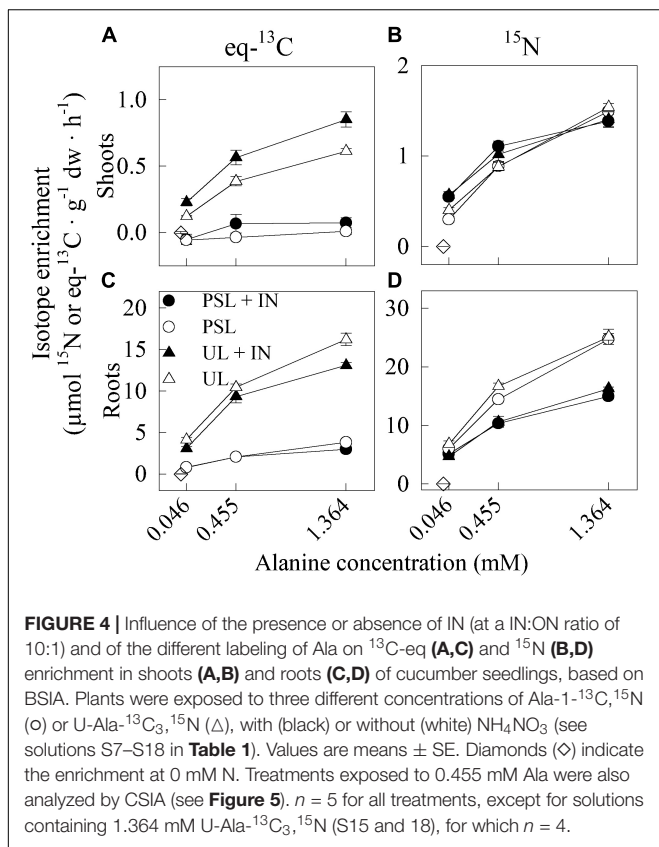 A
eq-¹³C
B
¹⁵N
Isotope enrichment
(μmol ¹⁵N or eq-¹³C · g⁻¹ dw · h⁻¹)
Shoots
1.0
0.5
0.0
2
1
0
C
D
Roots
20
15
10
5
0
PSL + IN
PSL
UL + IN
UL
30
20
10
0
0.046
0.455
1.364
0.046
0.455
1.364
Alanine concentration (mM)
FIGURE 4 | Influence of the presence or absence of IN (at a IN:ON ratio of
10:1) and of the different labeling of Ala on ¹³C-eq (A,C) and ¹⁵N (B,D)
enrichment in shoots (A,B) and roots (C,D) of cucumber seedlings, based on
BSIA. Plants were exposed to three different concentrations of Ala-1-¹³C,¹⁵N
(○) or U-Ala-¹³C₃,¹⁵N (△), with (black) or without (white) NH₄NO₃ (see
solutions S7–S18 in Table 1). Values are means ± SE. Diamonds (◇) indicate
the enrichment at 0 mM N. Treatments exposed to 0.455 mM Ala were also
analyzed by CSIA (see Figure 5). n = 5 for all treatments, except for solutions
containing 1.364 mM U-Ala-¹³C₃,¹⁵N (S15 and 18), for which n = 4.